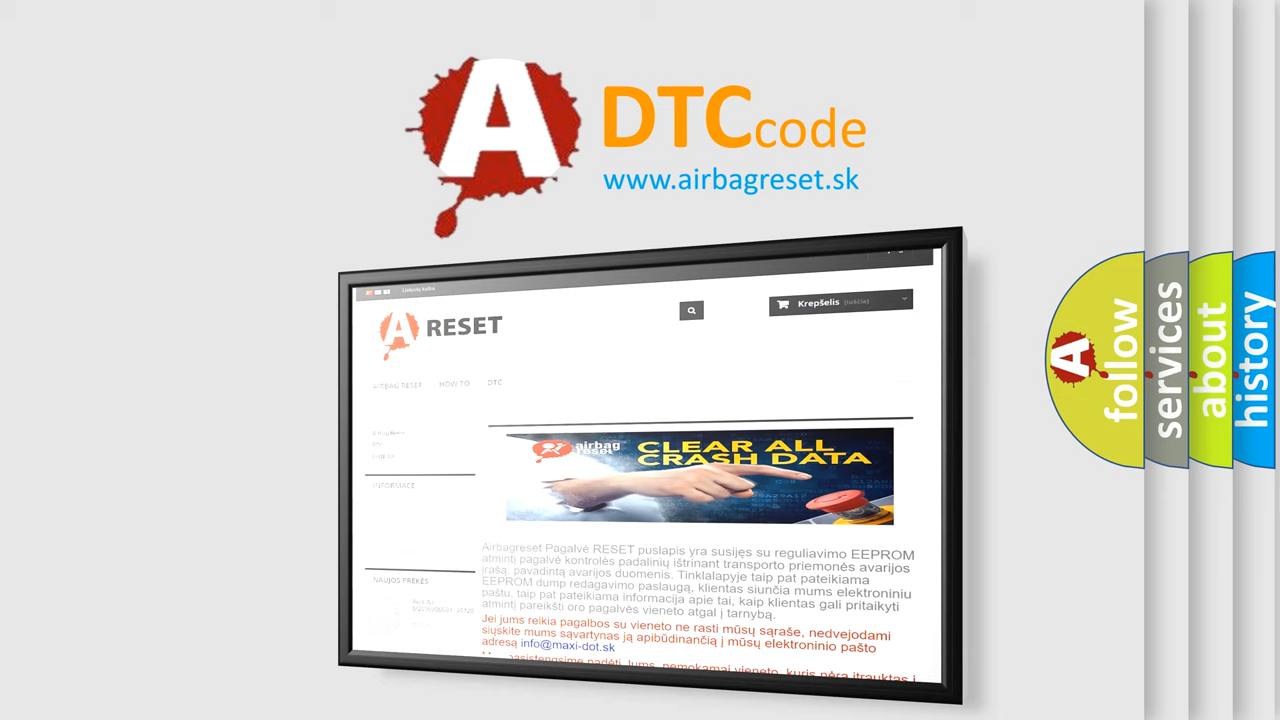 A DTCcode
www.airbagreset.sk
Lietuvių kalba
A RESET
Krepšelis (tuščia)
AIRBAG RESET HOW TO DTC
airbag
reset
CLEAR ALL
CRASH DATA
INFORMACE
Airbagreset Pagalvė RESET puslapis yra susijęs su reguliavimo EEPROM
atmintį pagalvė kontrolės padalinių ištrinant transporto priemonės avarijos
įrašą, pavadintą avarijos duomenis. Tinklalapyje taip pat pateikiama
EEPROM dump redagavimo paslaugą, klientas siunčia mums elektroniniu
paštu, taip pat pateikiama informacija apie tai, kaip klientas gali pritaikyti
atmintį pareikšti oro pagalvės vieneto atgal į tarnybą.
Jei jums reikia pagalbos su vieneto ne rasti mūsų sąraše, nedvejodami
siųskite mums sąvartynas ją apibūdinančią į mūsų elektroninio pašto
adresą info@maxi-dot.sk
NAUJOS PREKĖS
A follow
services
about
history